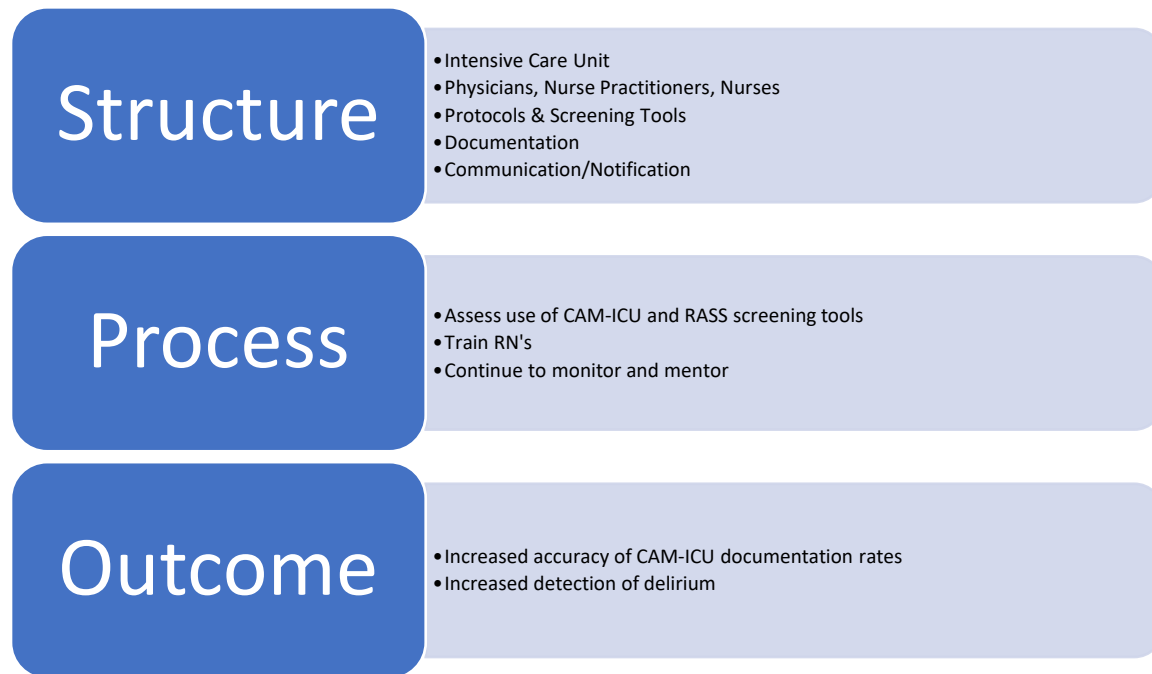 Structure
•Intensive Care Unit
•Physicians, Nurse Practitioners, Nurses
•Protocols & Screening Tools
•Documentation
•Communication/Notification
Process
•Assess use of CAM-ICU and RASS screening tools
•Train RN's
•Continue to monitor and mentor
Outcome
•Increased accuracy of CAM-ICU documentation rates
•Increased detection of delirium